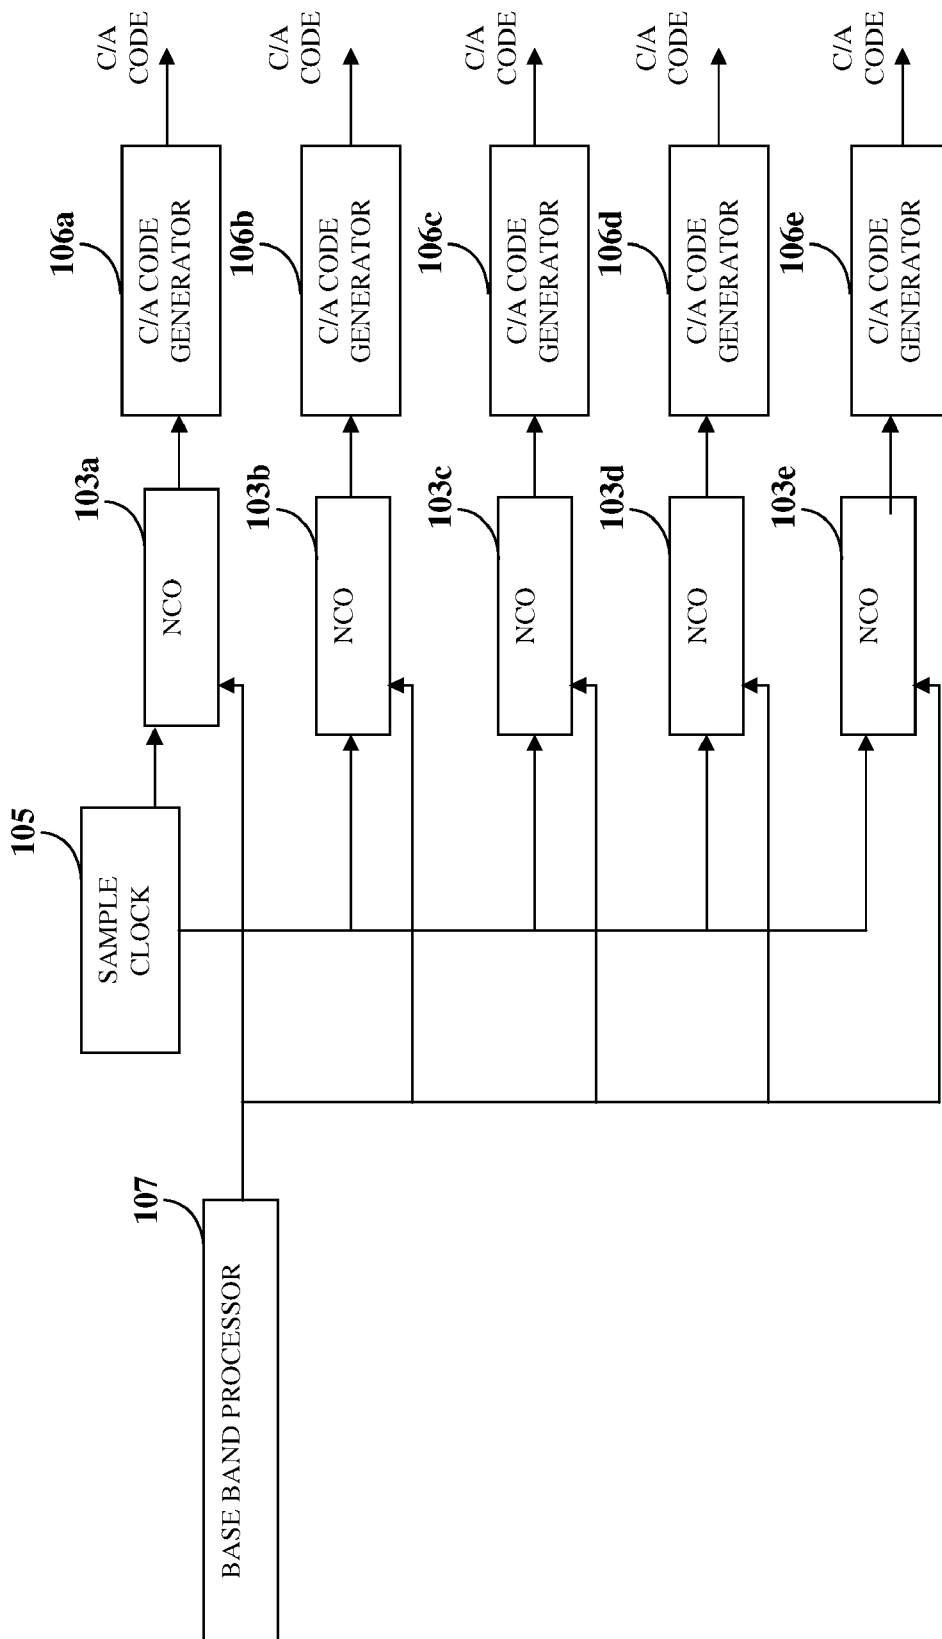 107
BASE BAND PROCESSOR
105
SAMPLE
CLOCK
103a
NCO
106a
C/A CODE
GENERATOR
C/A
CODE
103b
NCO
106b
C/A CODE
GENERATOR
C/A
CODE
103c
NCO
106c
C/A CODE
GENERATOR
C/A
CODE
103d
NCO
106d
C/A CODE
GENERATOR
C/A
CODE
103e
NCO
106e
C/A CODE
GENERATOR
C/A
CODE